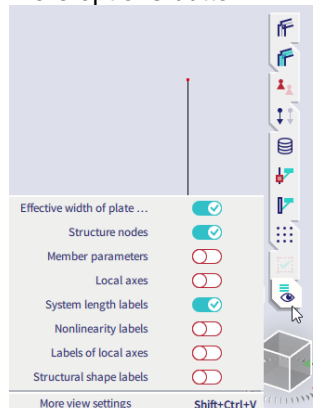 Effective width of plate ...
Structure nodes
Member parameters
Local axes
System length labels
Nonlinearity labels
Labels of local axes
Structural shape labels
More view settings Shift+Ctrl+V